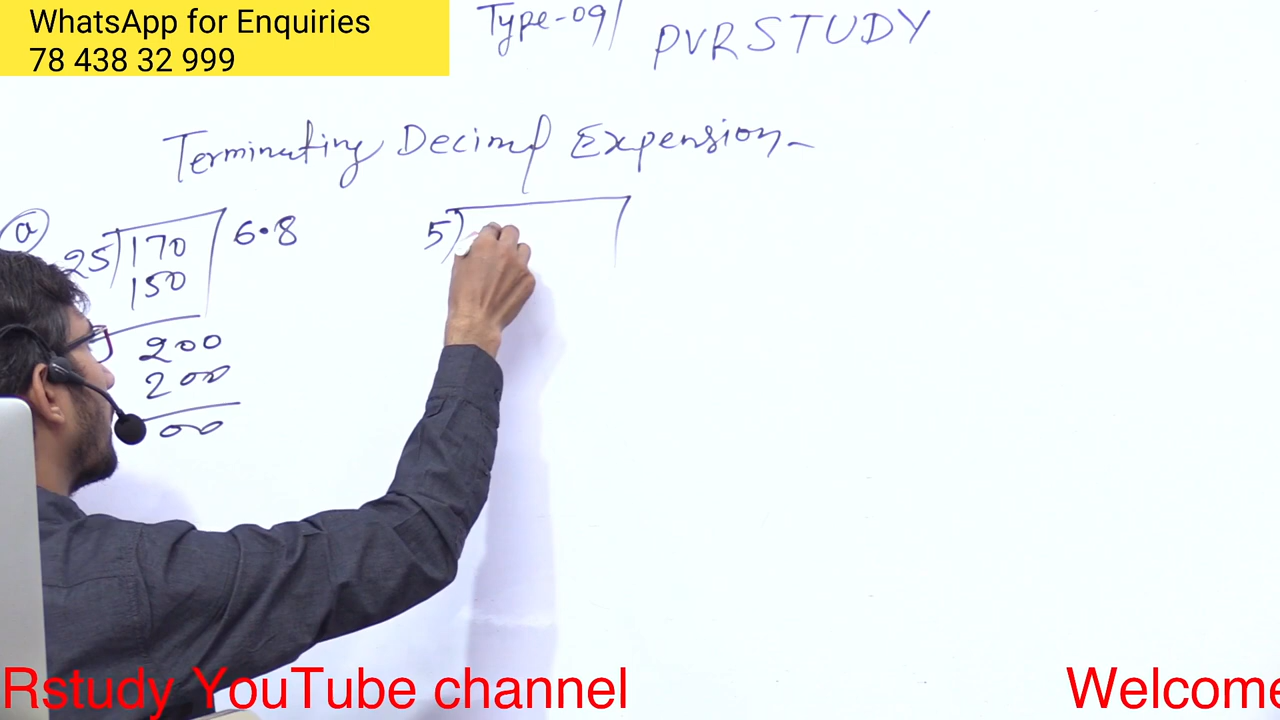 WhatsApp for Enquiries
78 438 32 999
Type-09
PVRSTUDY
Terminating Decimal Expension
a
25) 170 6.8
150
200
200
00
5)
Rstudy YouTube channel
Welcome